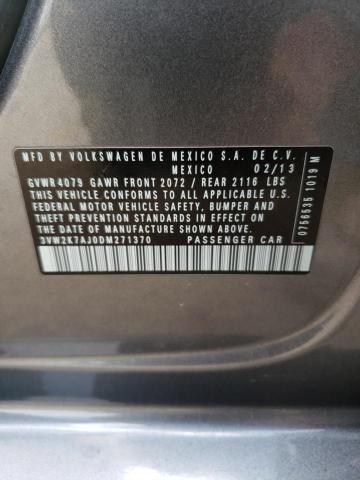 MFD BY VOLKSWAGEN DE MEXICO S.A. DE C.V.
MEXICO 02/13
GVWR4079 GAWR FRONT 2072 / REAR 2116 LBS
THIS VEHICLE CONFORMS TO ALL APPLICABLE U.S.
FEDERAL MOTOR VEHICLE SAFETY, BUMPER AND
THEFT PREVENTION STANDARDS IN EFFECT ON THE
DATE OF MANUFACTURE SHOWN ABOVE.
3VW2K7AJ0DM271370 PASSENGER CAR
0756535 1019 M